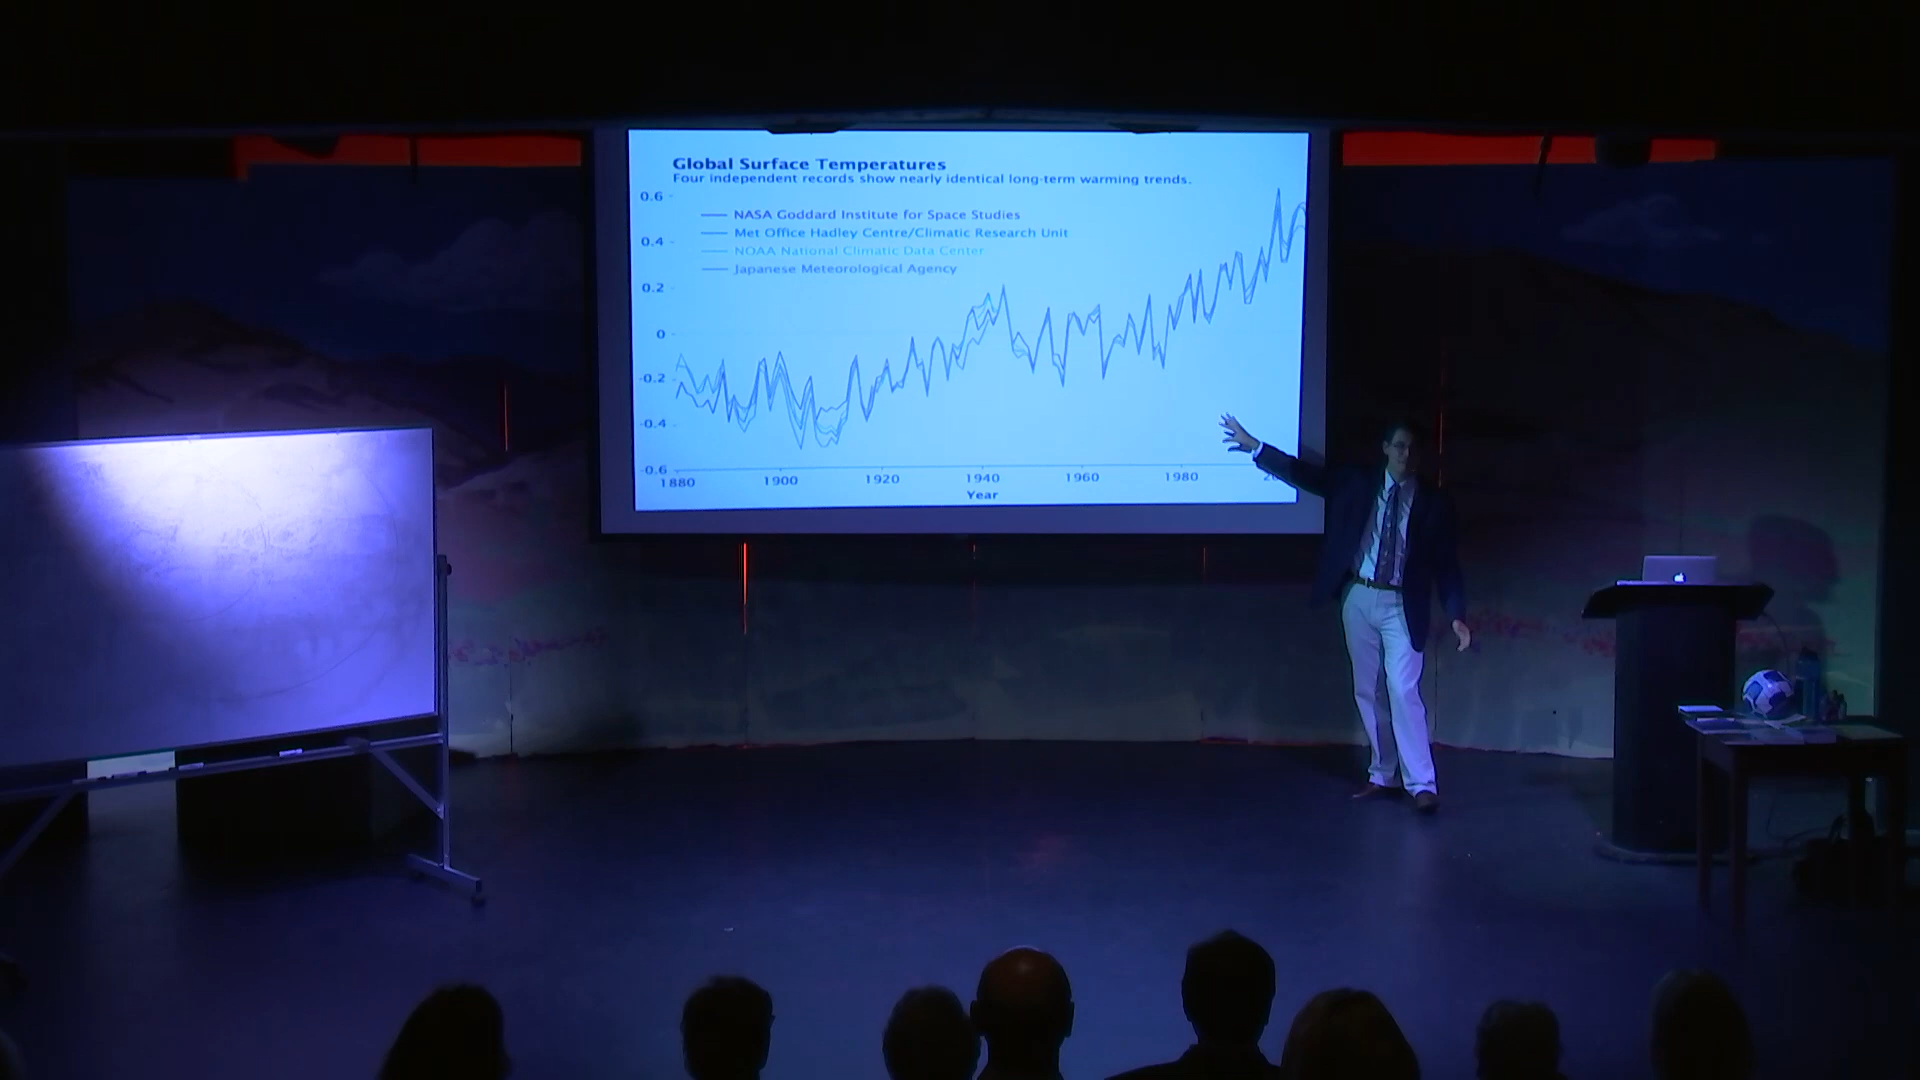 Global Surface Temperatures
Four independent records show nearly identical long-term warming trends.
0.6
NASA Goddard Institute for Space Studies
Met Office Hadley Centre/Climatic Research Unit
0.4
NOAA National Climatic Data Center
Japanese Meteorological Agency
0.2
0
-0.2
-0.4
-0.6
1880 1900 1920 1940 1960 1980
Year